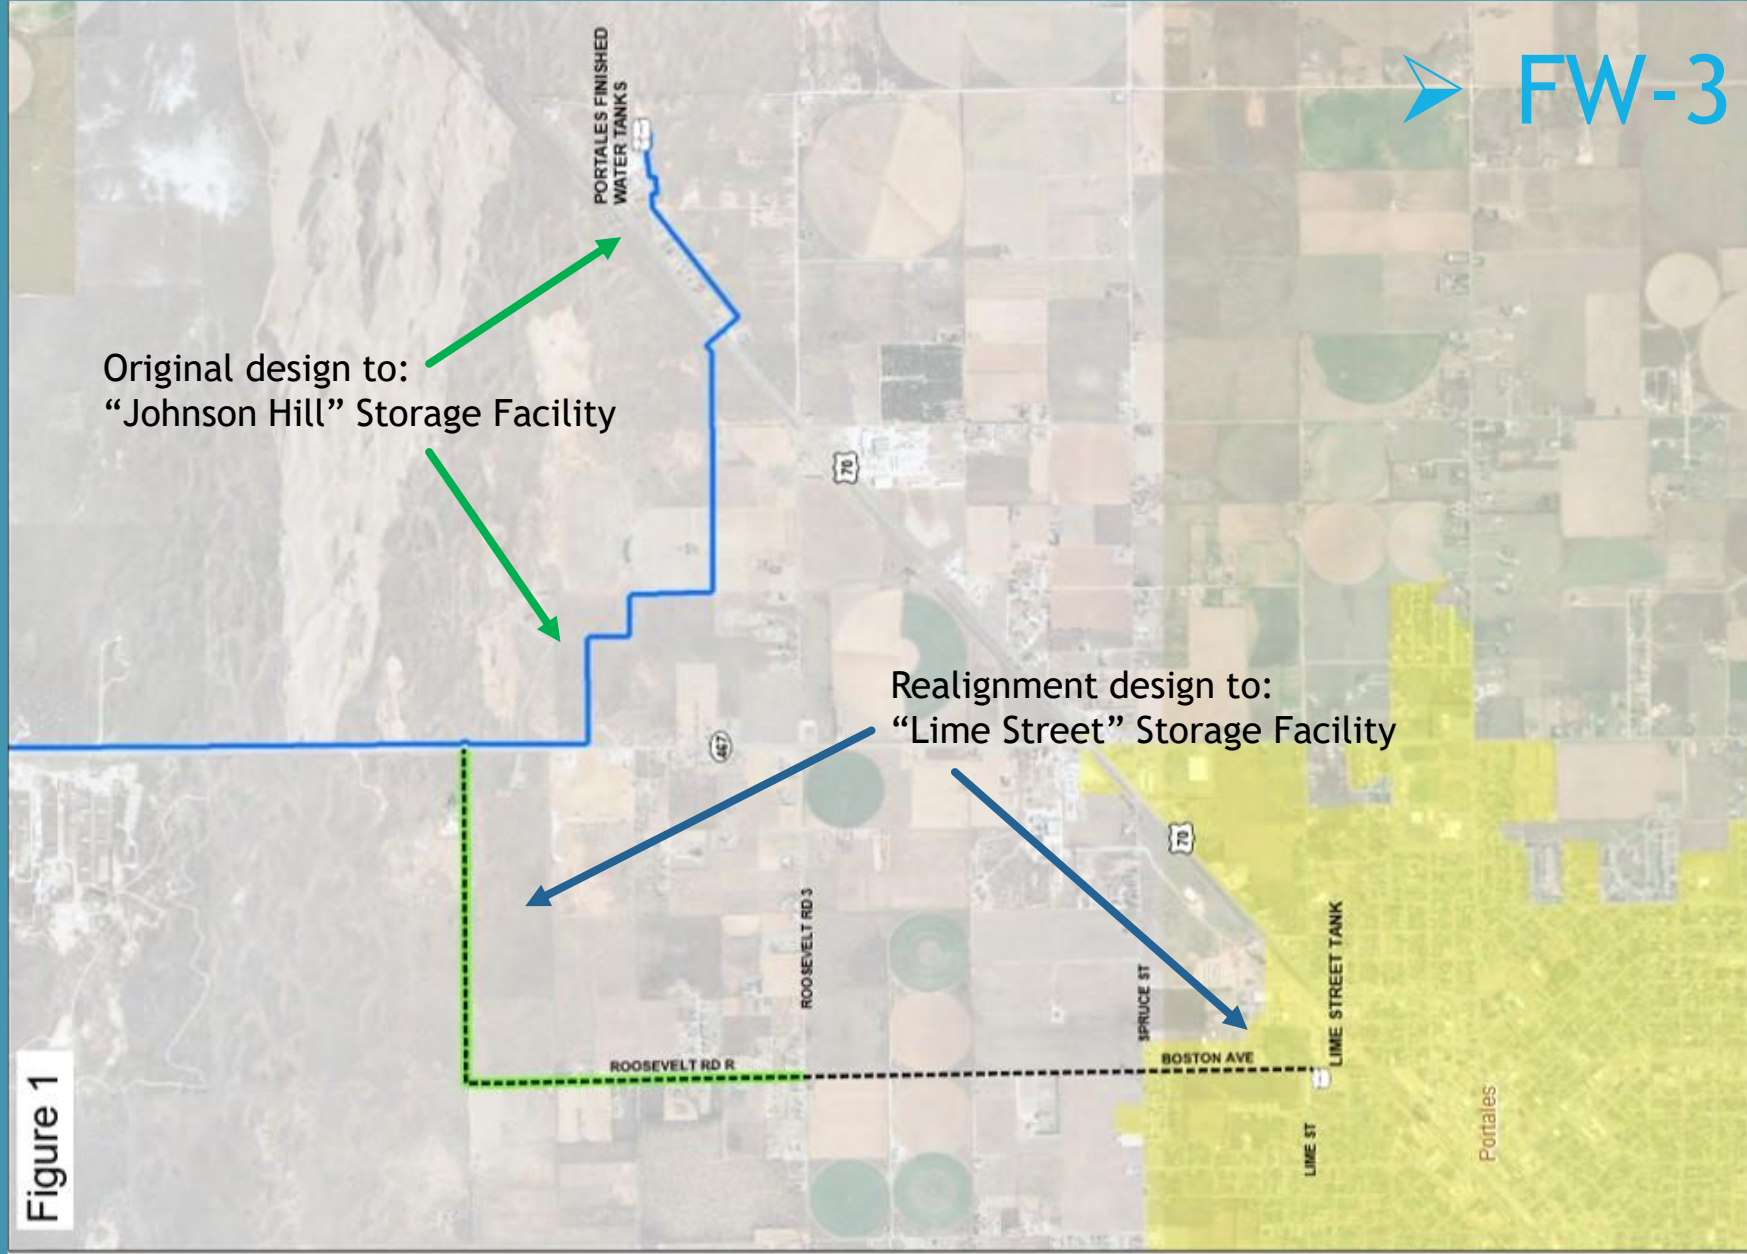 FW-3
PORTALES FINISHED
WATER TANKS
Original design to:
“Johnson Hill” Storage Facility
70
Realignment design to:
“Lime Street” Storage Facility
467
70
ROOSEVELT RD 3
SPRUCE ST
LIME STREET TANK
ROOSEVELT RD R
BOSTON AVE
LIME ST
Portales
Figure 1